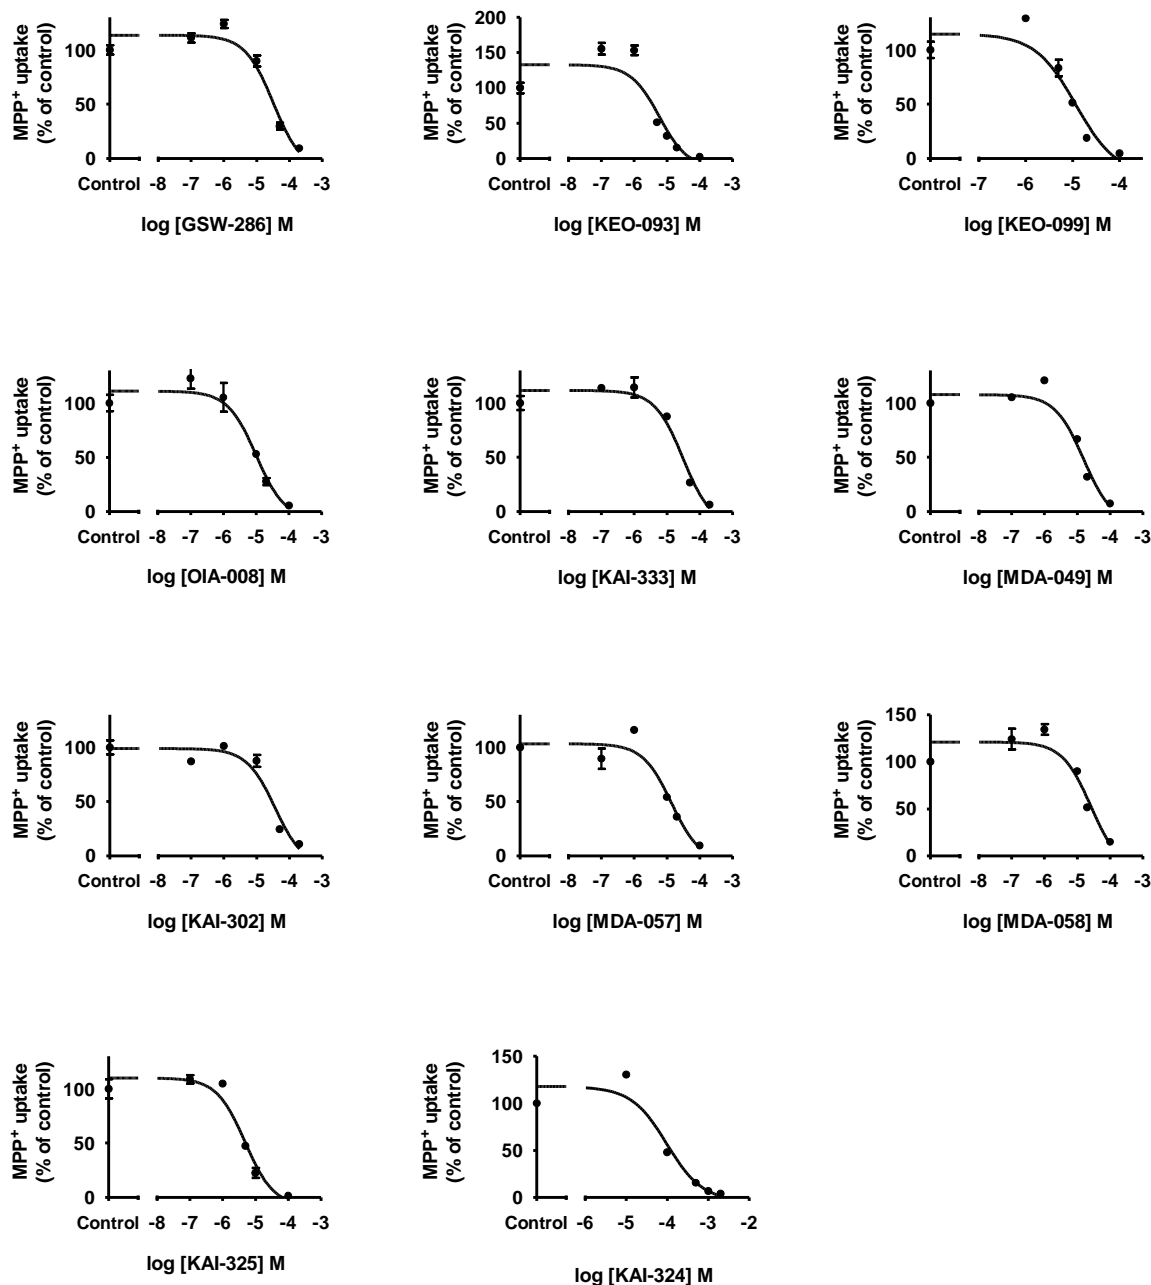 MPP+ uptake
(% of control)
100
50
0
Control -8 -7 -6 -5 -4 -3
log [GSW-286] M
MPP+ uptake
(% of control)
200
150
100
50
0
Control -8 -7 -6 -5 -4 -3
log [KEO-093] M
MPP+ uptake
(% of control)
100
50
0
Control -7 -6 -5 -4
log [KEO-099] M
MPP+ uptake
(% of control)
100
50
0
Control -8 -7 -6 -5 -4 -3
log [OIA-008] M
MPP+ uptake
(% of control)
100
50
0
Control -8 -7 -6 -5 -4 -3
log [KAI-333] M
MPP+ uptake
(% of control)
100
50
0
Control -8 -7 -6 -5 -4 -3
log [MDA-049] M
MPP+ uptake
(% of control)
100
50
0
Control -8 -7 -6 -5 -4 -3
log [KAI-302] M
MPP+ uptake
(% of control)
100
50
0
Control -8 -7 -6 -5 -4 -3
log [MDA-057] M
MPP+ uptake
(% of control)
150
100
50
0
Control -8 -7 -6 -5 -4 -3
log [MDA-058] M
MPP+ uptake
(% of control)
100
50
0
Control -8 -7 -6 -5 -4 -3
log [KAI-325] M
MPP+ uptake
(% of control)
150
100
50
0
Control -6 -5 -4 -3 -2
log [KAI-324] M